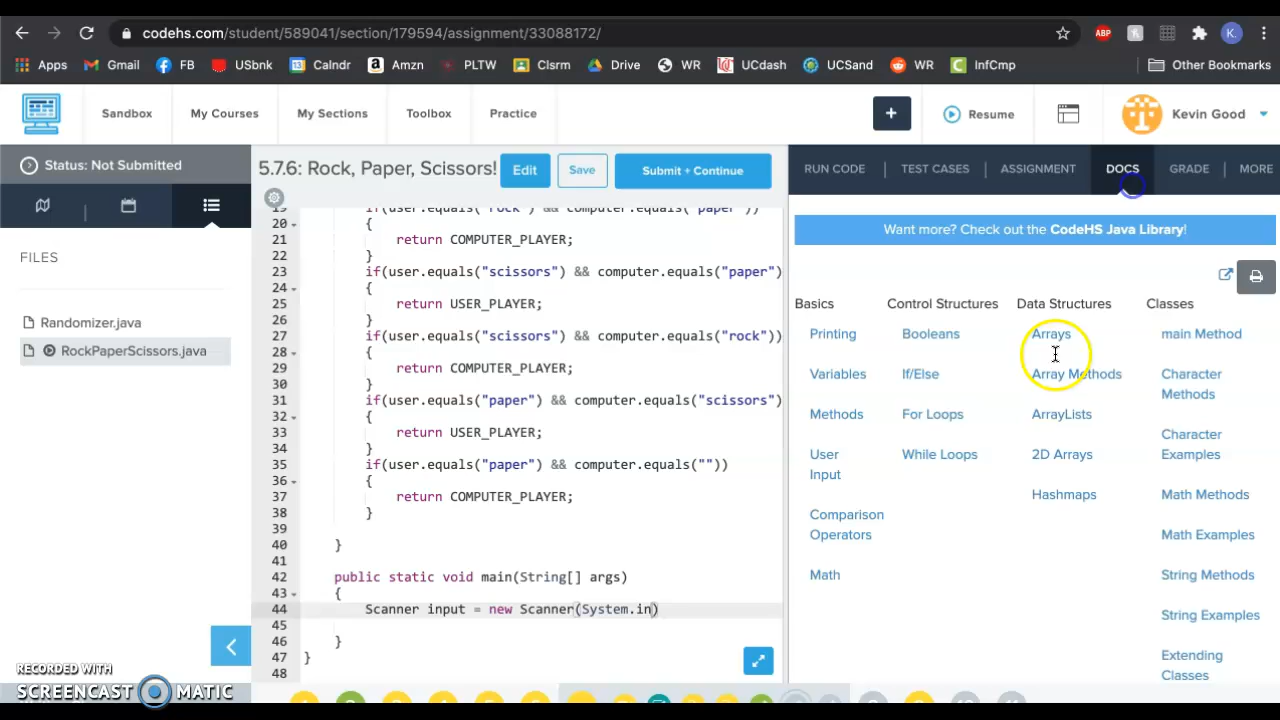 codehs.com/student/589041/section/179594/assignment/33088172/
ABP
K
Apps Gmail FB USbnk Calndr Amzn PLTW Clsrm Drive WR UCdash UCSand WR InfCmp Other Bookmarks
Sandbox My Courses My Sections Toolbox Practice + Resume Kevin Good
Status: Not Submitted
5.7.6: Rock, Paper, Scissors! Edit Save Submit + Continue
RUN CODE TEST CASES ASSIGNMENT DOCS GRADE MORE
FILES
Randomizer.java
RockPaperScissors.java
19 if(user.equals("rock") && computer.equals("paper"))
20 {
21 return COMPUTER_PLAYER;
22 }
23 if(user.equals("scissors") && computer.equals("paper")
24 {
25 return USER_PLAYER;
26 }
27 if(user.equals("scissors") && computer.equals("rock"))
28 {
29 return COMPUTER_PLAYER;
30 }
31 if(user.equals("paper") && computer.equals("scissors")
32 {
33 return USER_PLAYER;
34 }
35 if(user.equals("paper") && computer.equals(""))
36 {
37 return COMPUTER_PLAYER;
38 }
39
40 }
41
42 public static void main(String[] args)
43 {
44 Scanner input = new Scanner(System.in)
45
46 }
47 }
48
Want more? Check out the CodeHS Java Library!
Basics
Printing
Variables
Methods
User
Input
Comparison
Operators
Math
Control Structures
Booleans
If/Else
For Loops
While Loops
Data Structures
Arrays
Array Methods
ArrayLists
2D Arrays
Hashmaps
Classes
main Method
Character
Methods
Character
Examples
Math Methods
Math Examples
String Methods
String Examples
Extending
Classes
RECORDED WITH
SCREENCAST MATIC